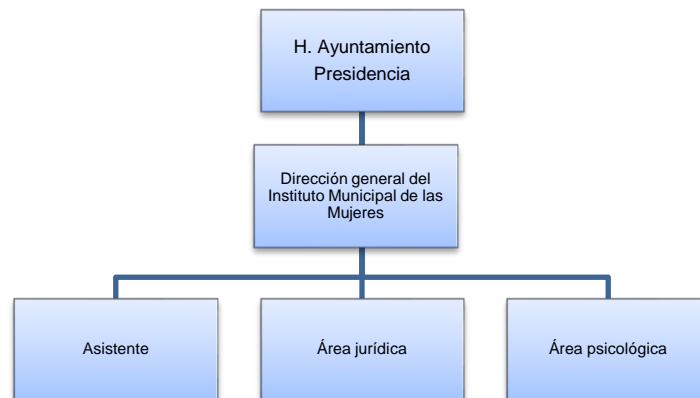 H. Ayuntamiento
Presidencia
Dirección general del
Instituto Municipal de las
Mujeres
Asistente
Área jurídica
Área psicológica